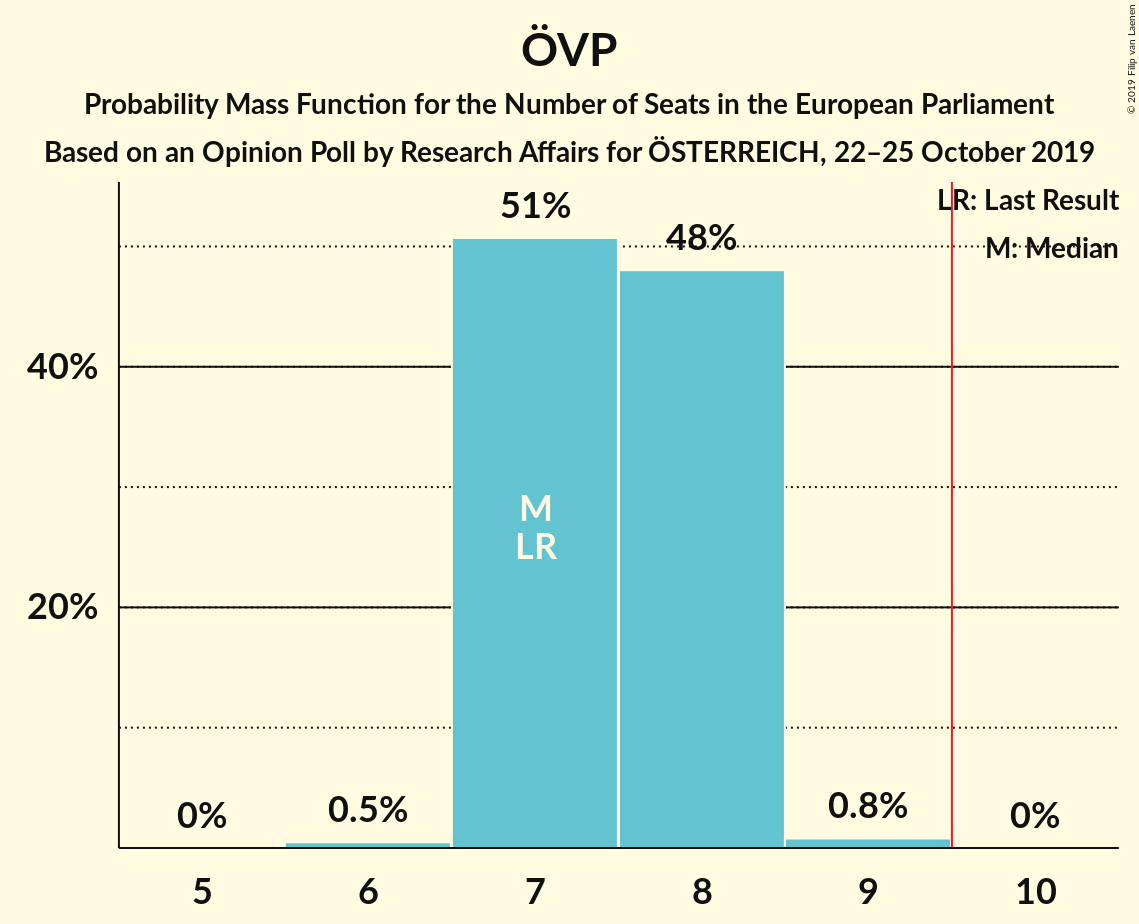 ÖVP
Probability Mass Function for the Number of Seats in the European Parliament
Based on an Opinion Poll by Research Affairs for ÖSTERREICH, 22–25 October 2019
© 2019 Filip van Laenen
LR: Last Result
M: Median
51%
48%
40%
M
LR
20%
0%
0.5%
0.8%
0%
5
6
7
8
9
10